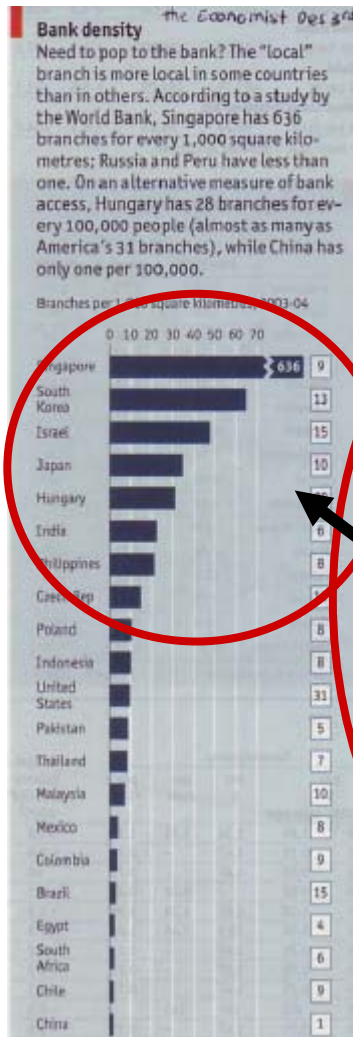 the Economist Dec 3rd
Bank density
Need to pop to the bank? The "local"
branch is more local in some countries
than in others. According to a study by
the World Bank, Singapore has 636
branches for every 1,000 square kilo-
metres; Russia and Peru have less than
one. On an alternative measure of bank
access, Hungary has 28 branches for ev-
ery 100,000 people (almost as many as
America's 31 branches), while China has
only one per 100,000.
Branches per 1,000 square kilometres, 2003-04
0 10 20 30 40 50 60 70
Singapore 636 9
South
Korea 13
Israel 15
Japan 10
Hungary
India 6
Philippines 8
Czech Rep
Poland 8
Indonesia 8
United
States 31
Pakistan 5
Thailand 7
Malaysia 10
Mexico 8
Colombia 9
Brazil 15
Egypt 4
South
Africa 6
Chile 9
China 1